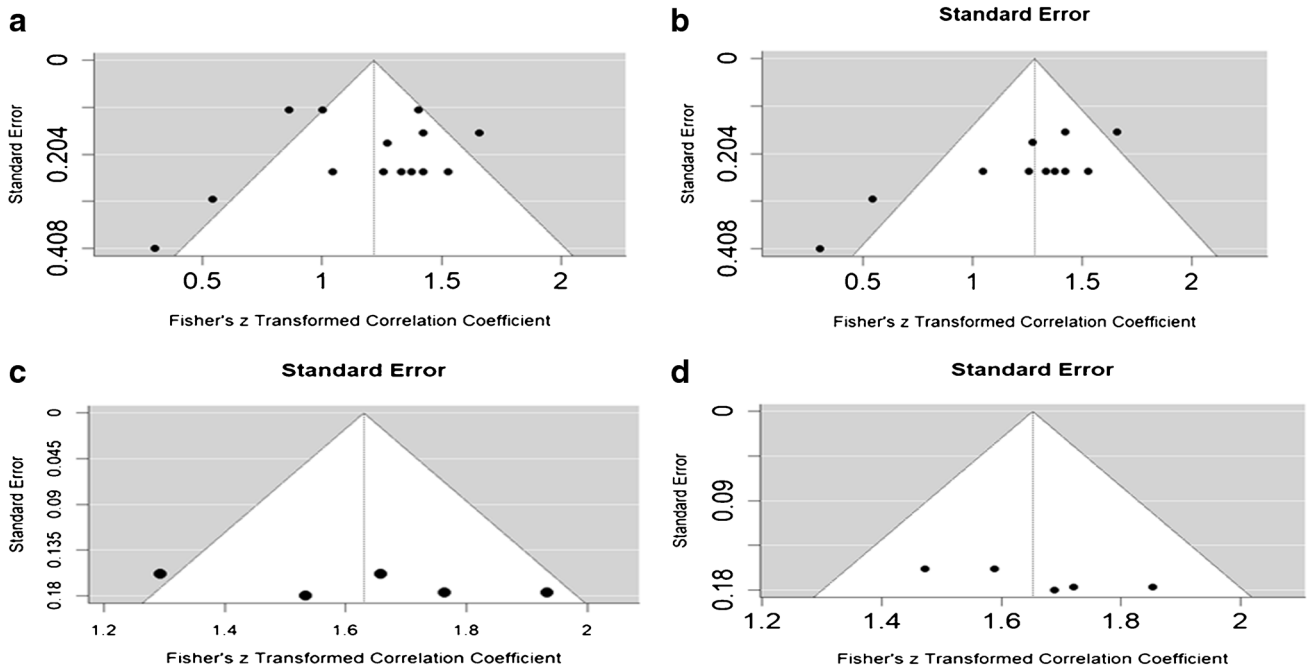 a
Standard Error
0
0.204
0.408
0.5 1 1.5 2
Fisher's z Transformed Correlation Coefficient
b
Standard Error
Standard Error
0
0.204
0.408
0.5 1 1.5 2
Fisher's z Transformed Correlation Coefficient
c
Standard Error
Standard Error
0
0.045
0.09
0.135
0.18
1.2 1.4 1.6 1.8 2
Fisher's z Transformed Correlation Coefficient
d
Standard Error
Standard Error
0
0.09
0.18
1.2 1.4 1.6 1.8 2
Fisher's z Transformed Correlation Coefficient